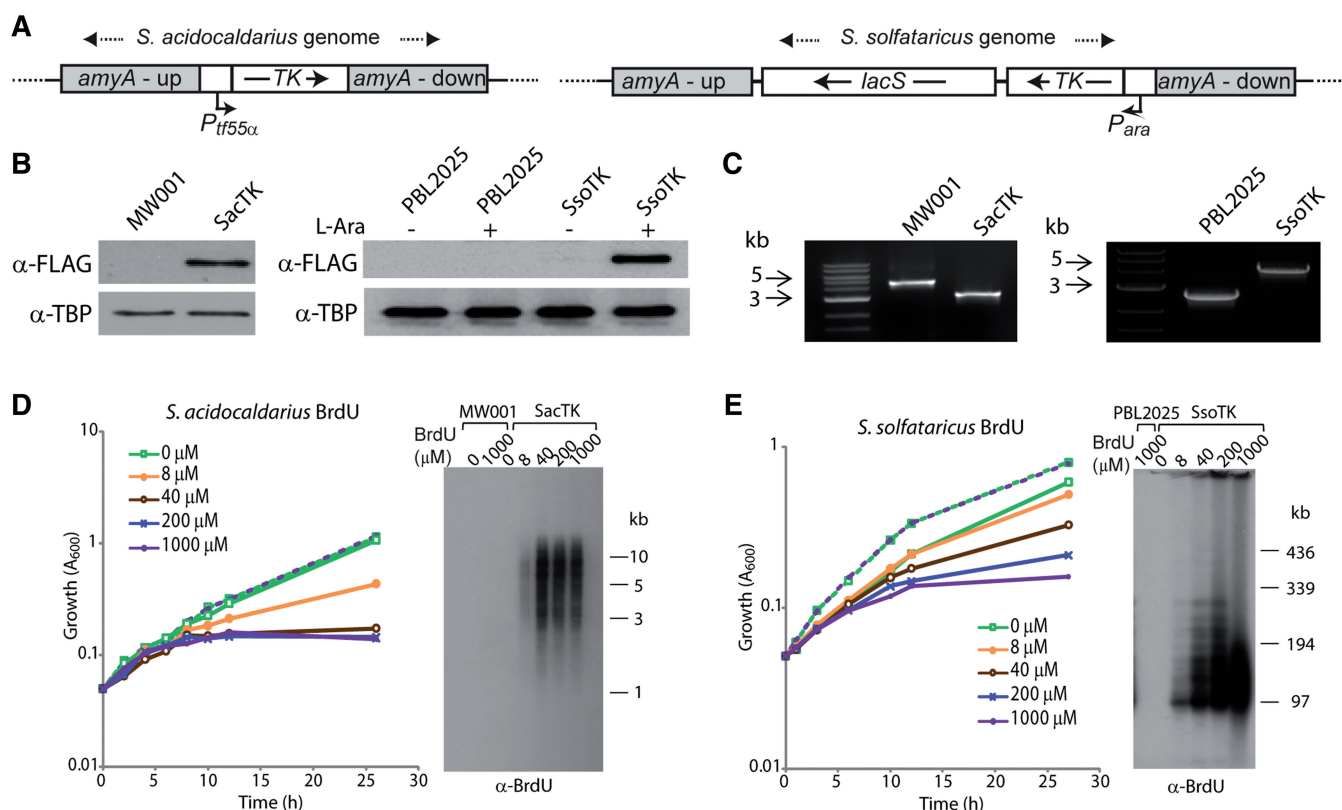 A
S. acidocaldarius genome
amyA - up
TK
amyA - down
Ptf55α
S. solfataricus genome
amyA - up
lacS
TK
amyA - down
Para
B
MW001
SacTK
α-FLAG
α-TBP
PBL2025
PBL2025
SsoTK
SsoTK
L-Ara
-
+
-
+
α-FLAG
α-TBP
C
kb
MW001
SacTK
5
3
kb
PBL2025
SsoTK
5
3
D
S. acidocaldarius BrdU
Growth (A600)
10
1
0.1
0.01
0 μM
8 μM
40 μM
200 μM
1000 μM
0 5 10 15 20 25 30
Time (h)
MW001 SacTK
BrdU
(μM)
0 1000 0 8 40 200 1000
kb
10
5
3
1
α-BrdU
E
S. solfataricus BrdU
Growth (A600)
1
0.1
0.01
0 μM
8 μM
40 μM
200 μM
1000 μM
0 5 10 15 20 25 30
Time (h)
PBL2025 SsoTK
BrdU
(μM)
1000 0 8 40 200 1000
kb
436
339
194
97
α-BrdU